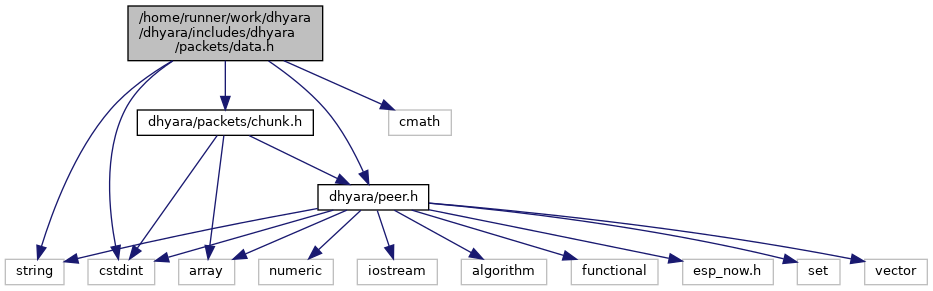 /home/runner/work/dhyara
/dhyara/includes/dhyara
/packets/data.h
dhyara/packets/chunk.h
cmath
dhyara/peer.h
string
cstdint
array
numeric
iostream
algorithm
functional
esp_now.h
set
vector